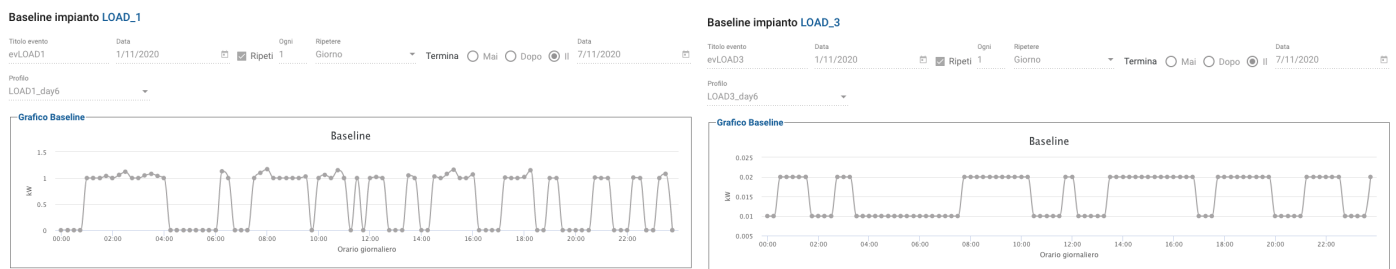 Baseline impianto LOAD_1
Titolo evento Data Ogni Ripetere
evLOAD1 1/11/2020 Ripeti 1 Giorno Termina Mai Dopo Il Data 7/11/2020
Profilo
LOAD1_day6
Grafico Baseline
Baseline
1.5
1
0.5
0
kW
00:00 02:00 04:00 06:00 08:00 10:00 12:00 14:00 16:00 18:00 20:00 22:00
Orario giornaliero
Baseline impianto LOAD_3
Titolo evento Data Ogni Ripetere
evLOAD3 1/11/2020 Ripeti 1 Giorno Termina Mai Dopo Il Data 7/11/2020
Profilo
LOAD3_day6
Grafico Baseline
Baseline
0.025
0.02
0.015
0.01
0.005
kW
00:00 02:00 04:00 06:00 08:00 10:00 12:00 14:00 16:00 18:00 20:00 22:00
Orario giornaliero